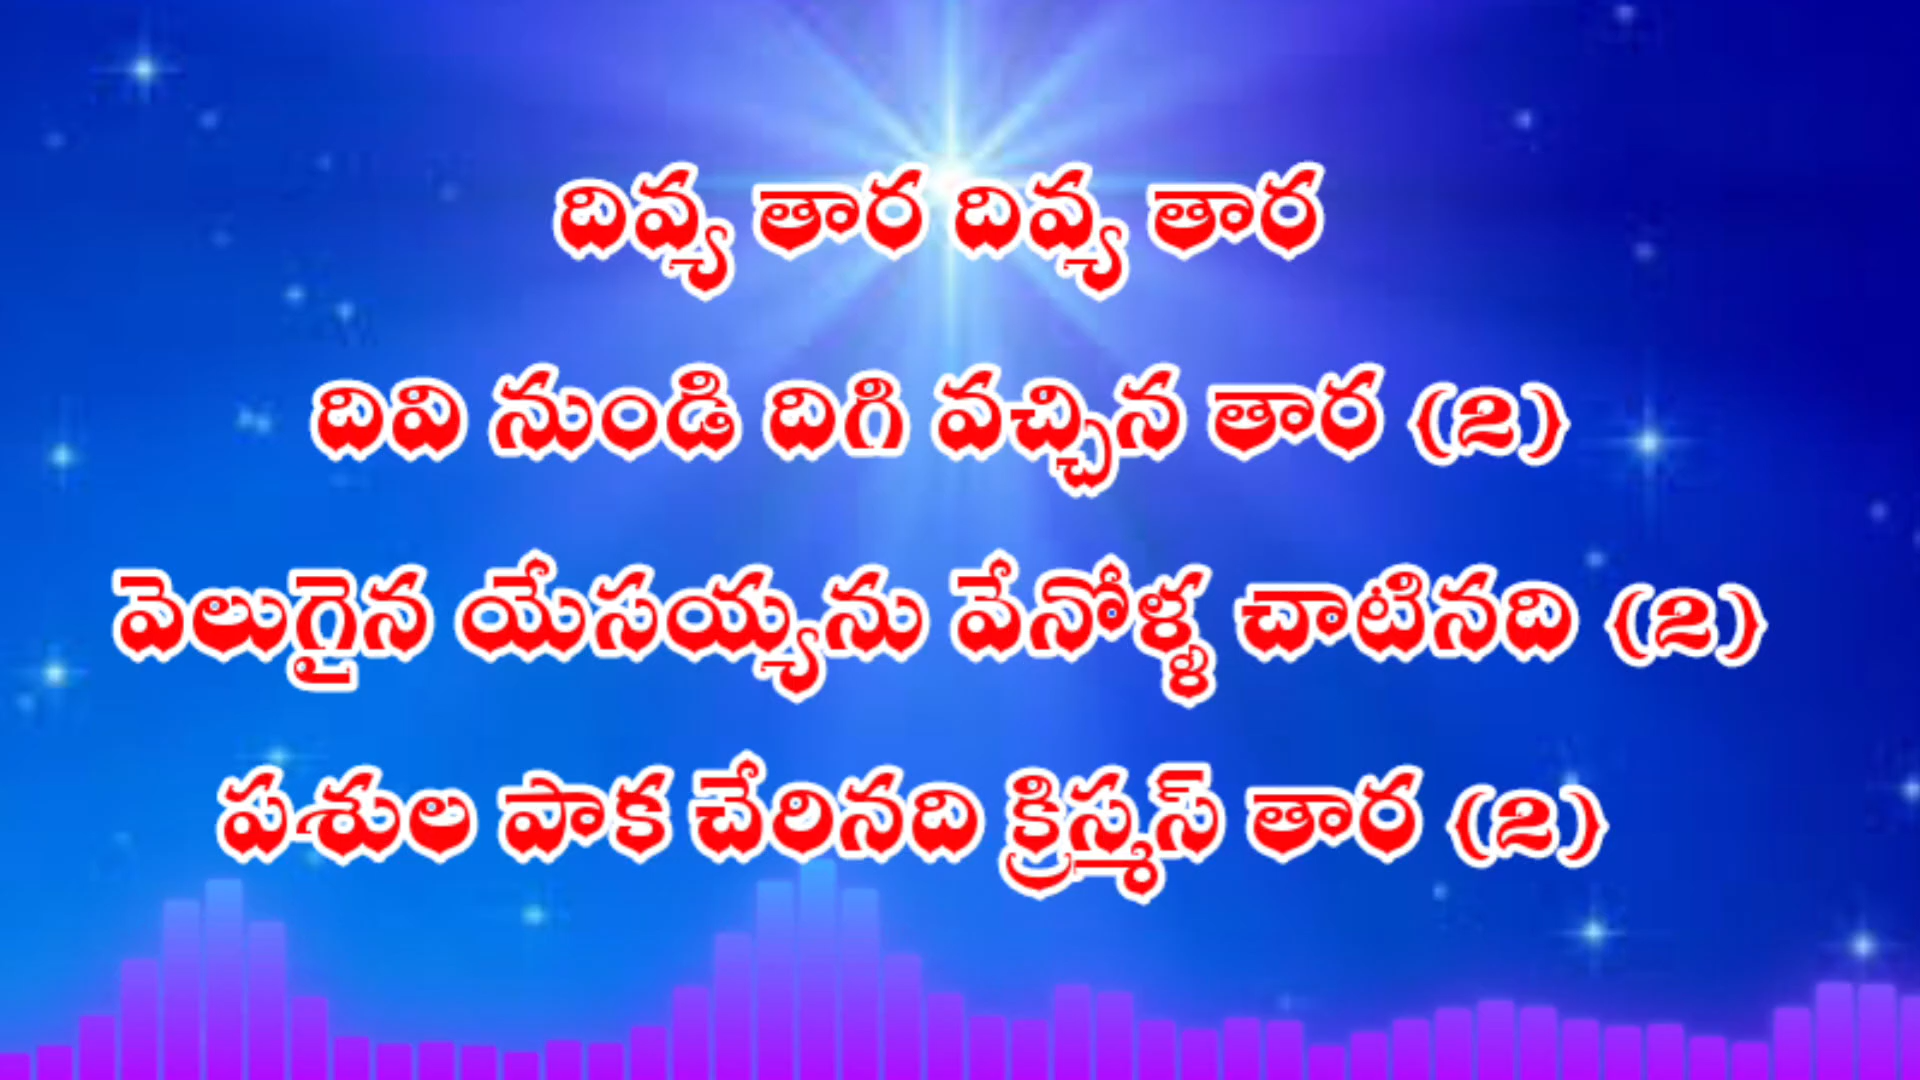 దివ్య తార దివ్య తార
దివి నుండి దిగి వచ్చిన తార (2)
వెలుగైన యేసయ్యను వేనోళ్ళ చాటినది (2)
పశుల పాక చేరినది క్రిస్మస్ తార (2)